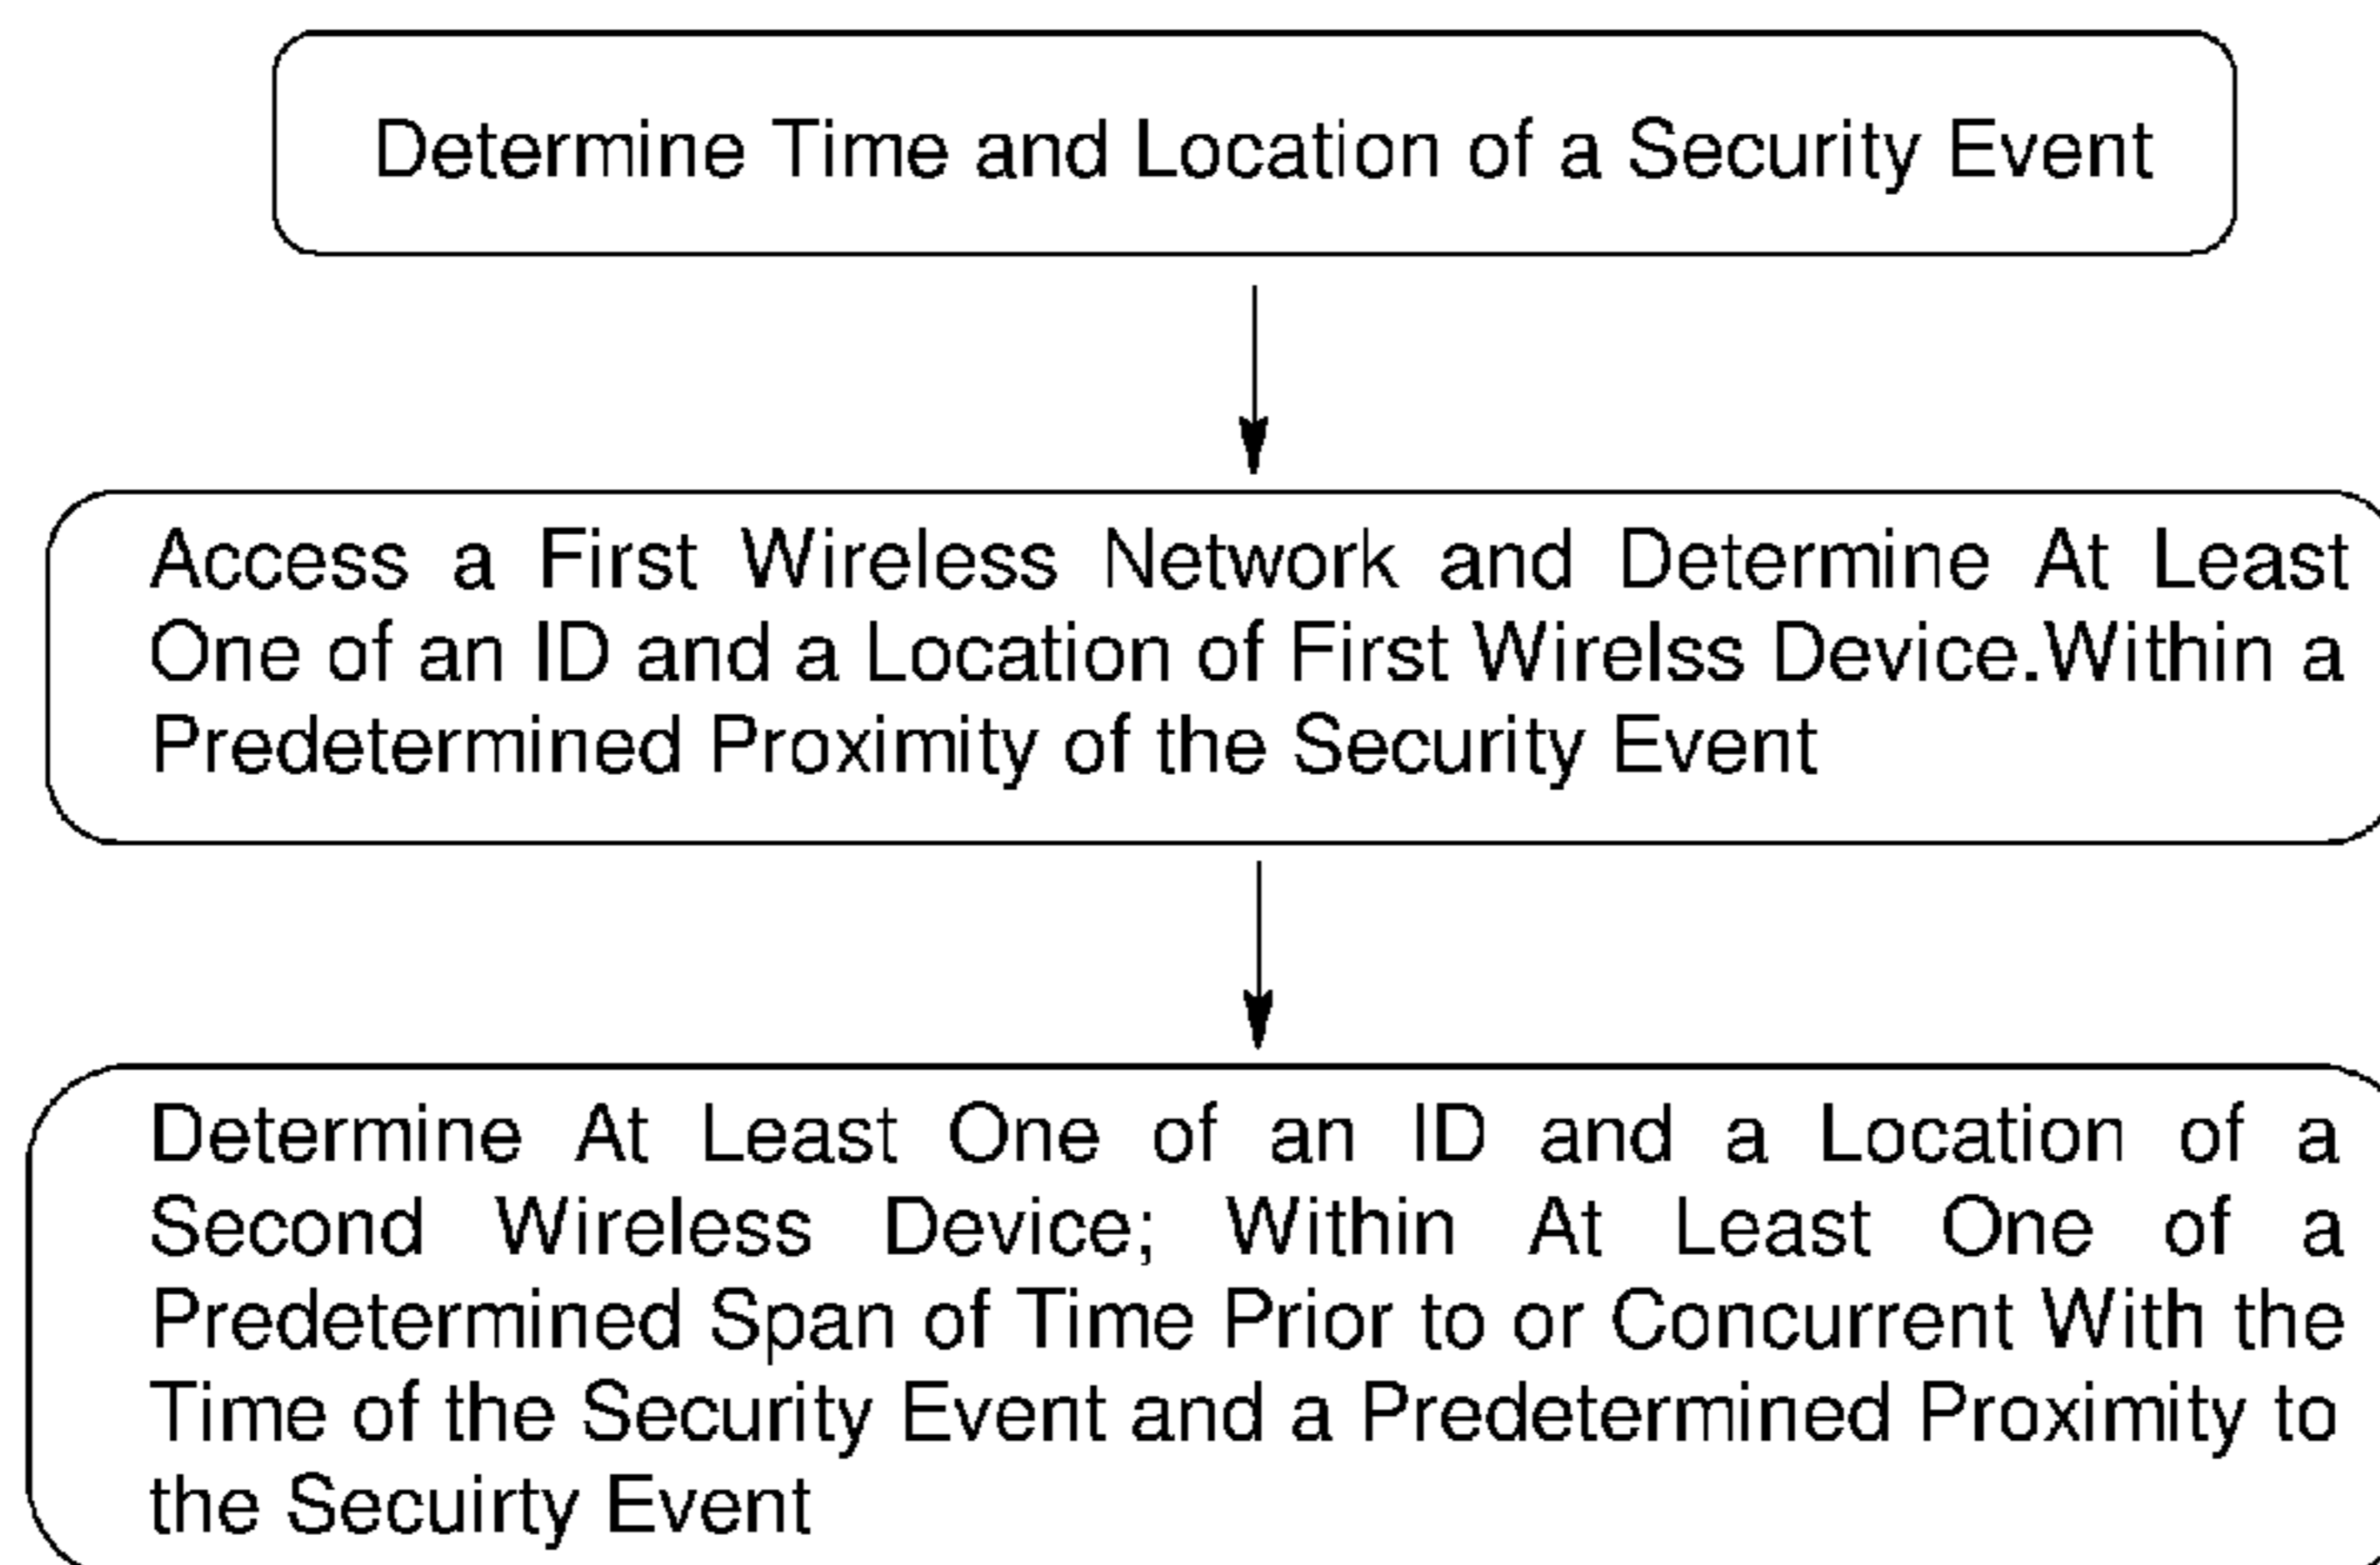 Determine Time and Location of a Security Event
Access a First Wireless Network and Determine At Least
One of an ID and a Location of First Wirelss Device.Within a
Predetermined Proximity of the Security Event
Determine At Least One of an ID and a Location of a
Second Wireless Device; Within At Least One of a
Predetermined Span of Time Prior to or Concurrent With the
Time of the Security Event and a Predetermined Proximity to
the Secuirty Event